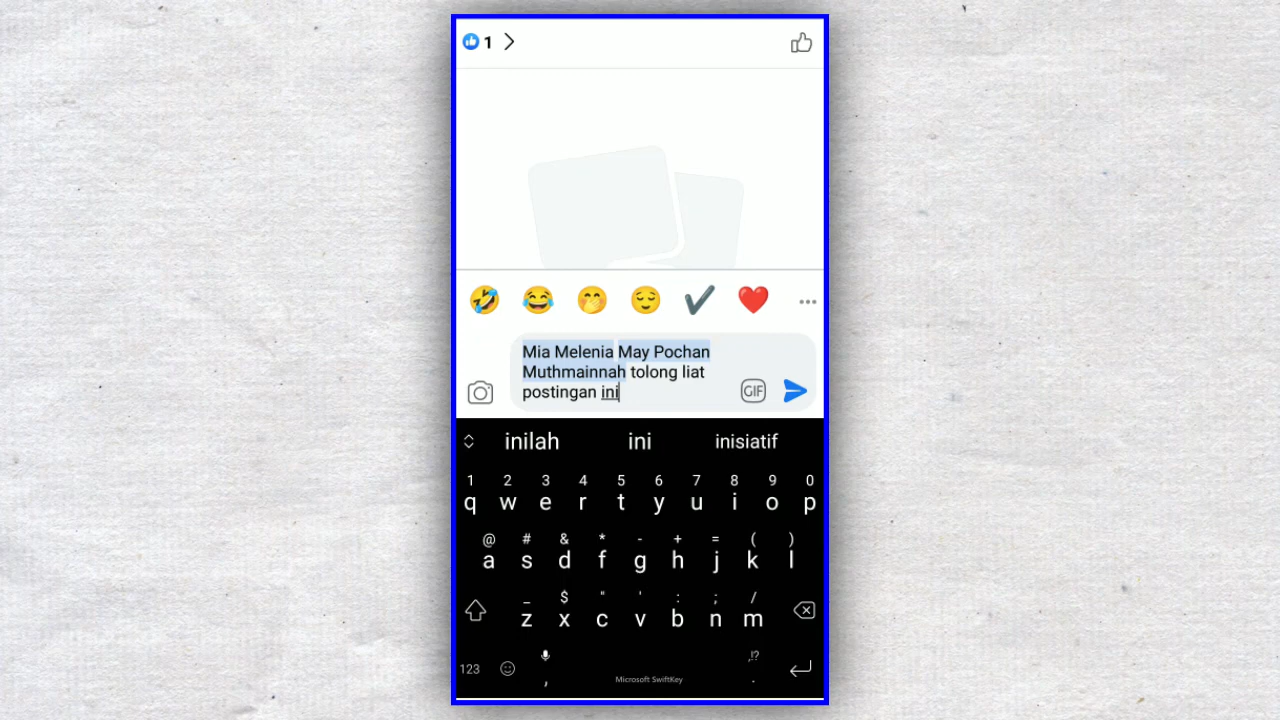 1
Mia Melenia May Pochan
Muthmainnah tolong liat
postingan ini
GIF
inilah ini inisiatif
1 2 3 4 5 6 7 8 9 0
q w e r t y u i o p
@ # & * - + = ( )
a s d f g h j k l
_ $ " ' : ; /
z x c v b n m
,!?
123 , Microsoft SwiftKey .